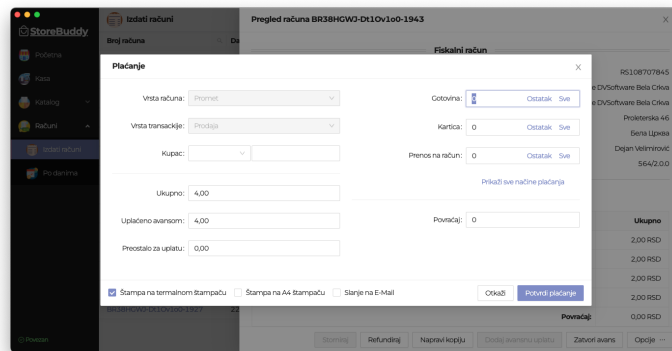 StoreBuddy
Početna
Kasa
Katalog
Računi
Izdati računi
Po danima
Povezan
Izdati računi
Broj računa
Da
BR38HGWJ-Dt1Ov1o0-1927
22
Pregled računa BR38HGWJ-Dt1Ov1o0-1943
Fiskalni račun
RS108707845
e DVSoftware Bela Crkva
e DVSoftware Bela Crkva
Proleterska 46
Бела Црква
Dejan Velimirović
564/2.0.0
Ukupno
2,00 RSD
2,00 RSD
2,00 RSD
2,00 RSD
Povraćaj: 0,00 RSD
Storniraj
Refundiraj
Napravi kopiju
Dodaj avansnu uplatu
Zatvori avans
Opcije ...
Plaćanje
Vrsta računa: Promet
Vrsta transakcije: Prodaja
Kupac:
Ukupno: 4,00
Uplaćeno avansom: 4,00
Preostalo za uplatu: 0,00
Gotovina: 0 Ostatak Sve
Kartica: 0 Ostatak Sve
Prenos na račun: 0 Ostatak Sve
Prikaži sve načine plaćanja
Povraćaj: 0
Štampa na termalnom štampaču
Štampa na A4 štampaču
Slanje na E-Mail
Otkaži
Potvrdi plaćanje